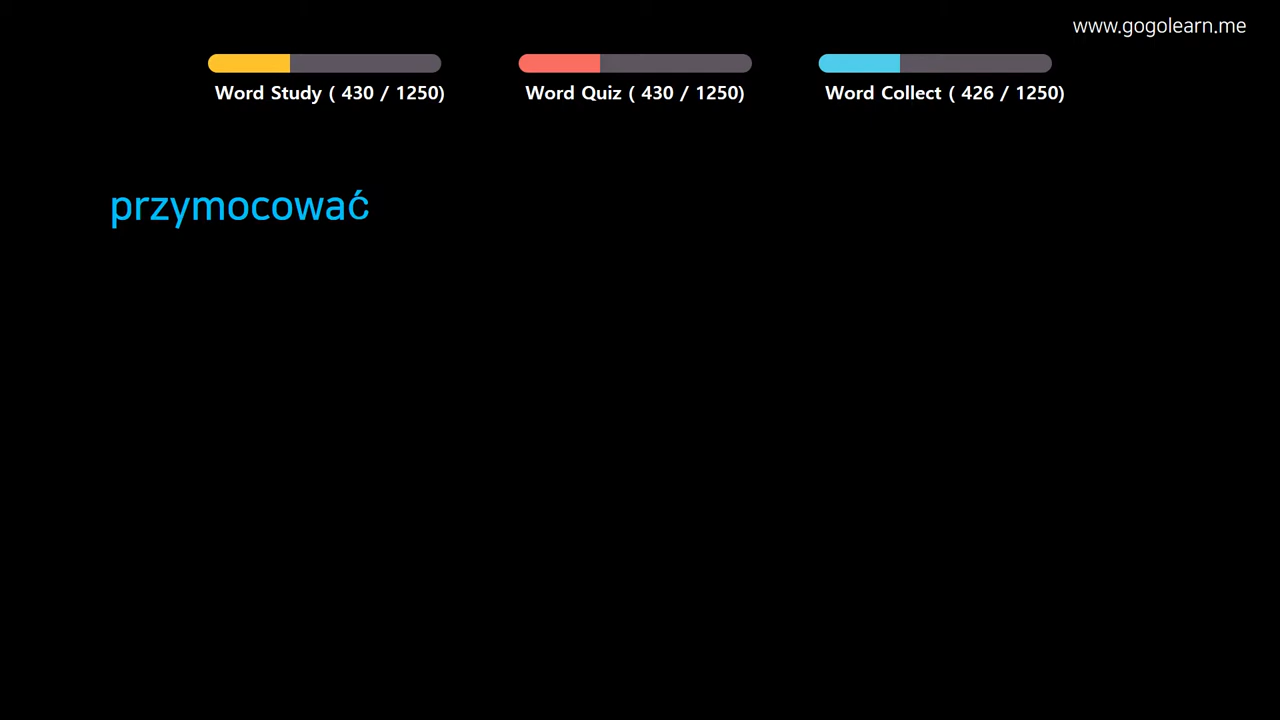 www.gogolearn.me
Word Study ( 430 / 1250)
Word Quiz ( 430 / 1250)
Word Collect ( 426 / 1250)
przymocować